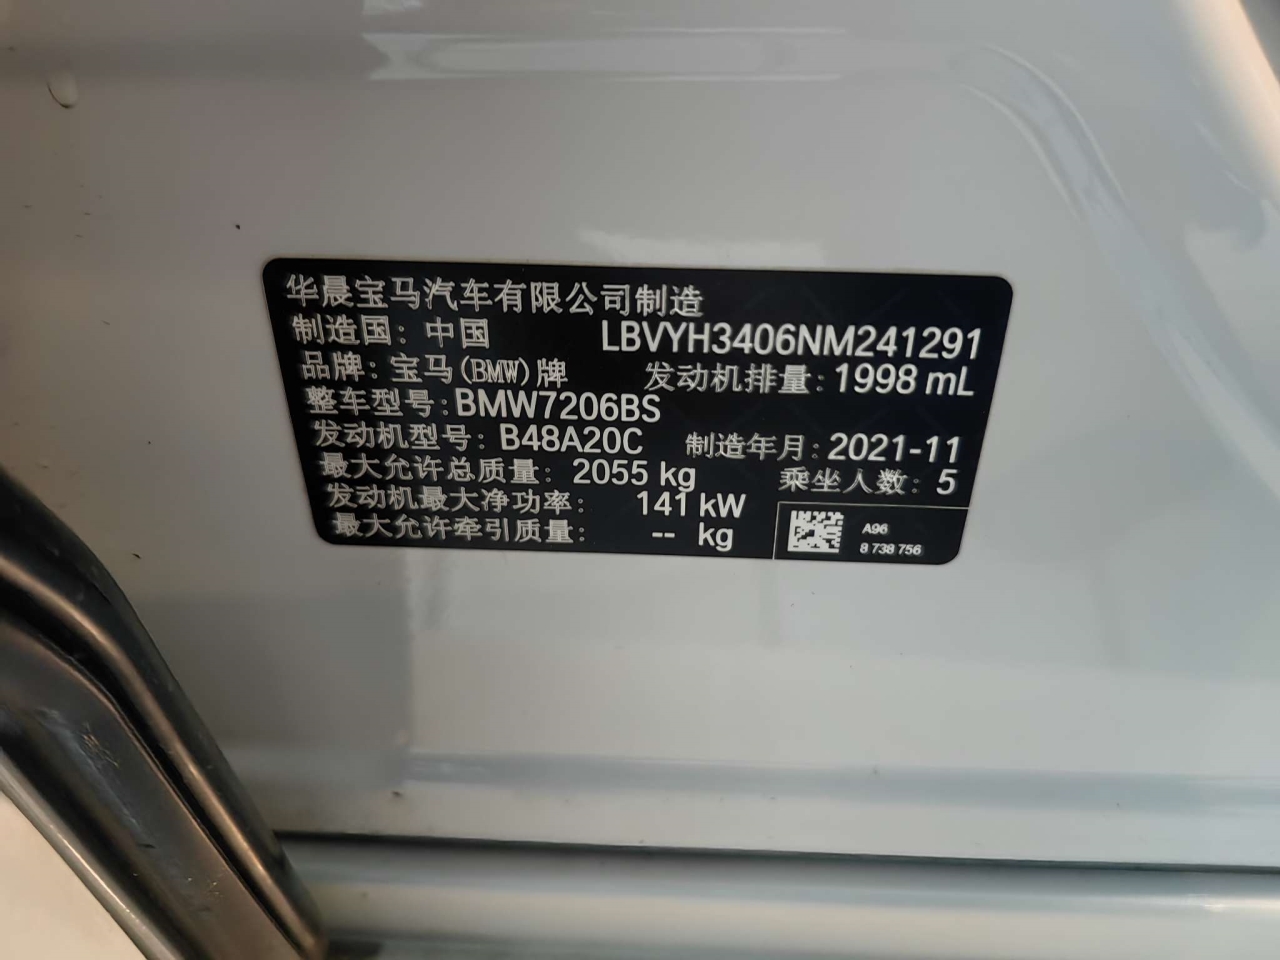 华晨宝马汽车有限公司制造
制造国: 中国 LBVYH3406NM241291
品牌: 宝马(BMW)牌 发动机排量: 1998 mL
整车型号: BMW7206BS
发动机型号: B48A20C 制造年月: 2021-11
最大允许总质量: 2055 kg 乘坐人数: 5
发动机最大净功率: 141 kW
最大允许牵引质量: -- kg
A96
8 738 756